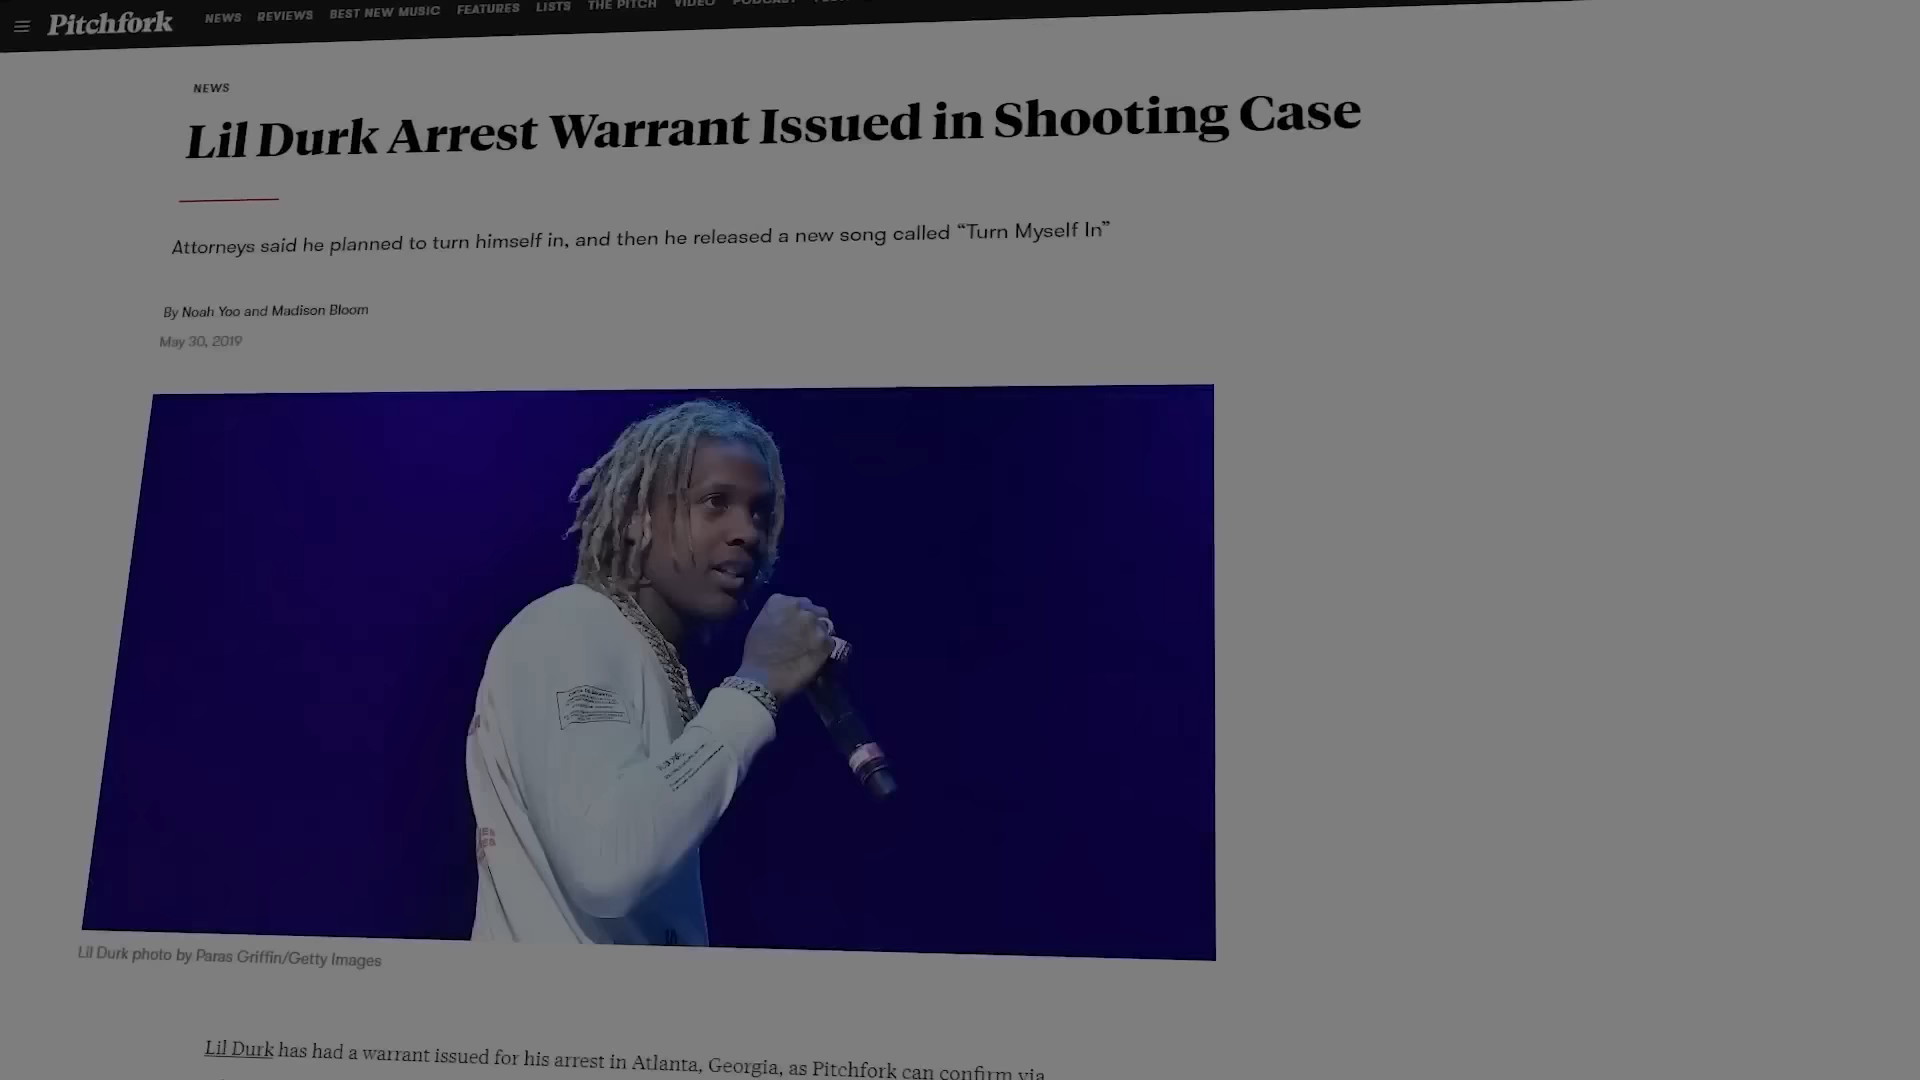 Pitchfork NEWS REVIEWS BEST NEW MUSIC FEATURES LISTS THE PITCH VIDEO PODCAST
NEWS
Lil Durk Arrest Warrant Issued in Shooting Case
Attorneys said he planned to turn himself in, and then he released a new song called “Turn Myself In”
By Noah Yoo and Madison Bloom
May 30, 2019
Lil Durk photo by Paras Griffin/Getty Images
Lil Durk has had a warrant issued for his arrest in Atlanta, Georgia, as Pitchfork can confirm via